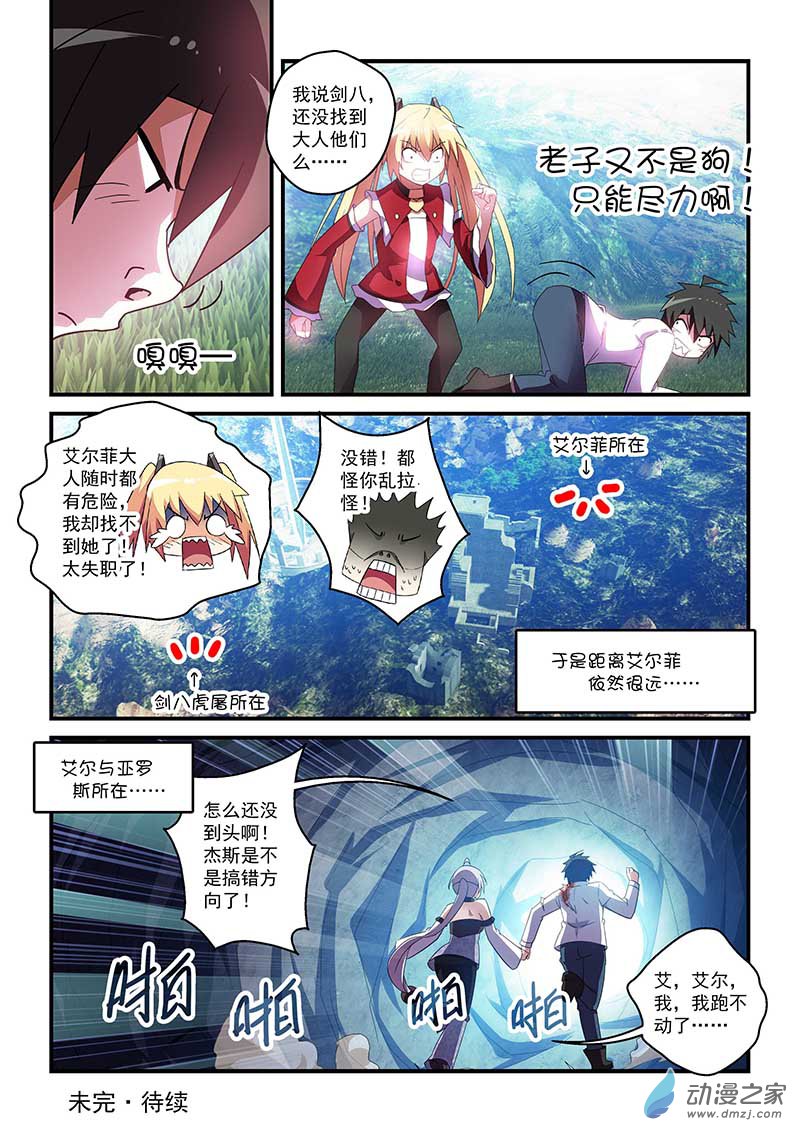 嗅嗅—
我说剑八，
还没找到
大人他们
么……
老子又不是狗！
只能尽力啊！
艾尔菲大
人随时都
有危险，
我却找不
到她了！
太失职了！
没错！都
怪你乱拉
怪！
艾尔菲所在
↓
↑
剑八虎屠所在
于是距离艾尔菲
依然很远……
艾尔与亚罗
斯所在……
怎么还没
到头啊！
杰斯是不
是搞错方
向了！
啪
啪
啪
啪
艾，艾尔，
我，我跑不
动了……
未完·待续
动漫之家
www.dmzj.com